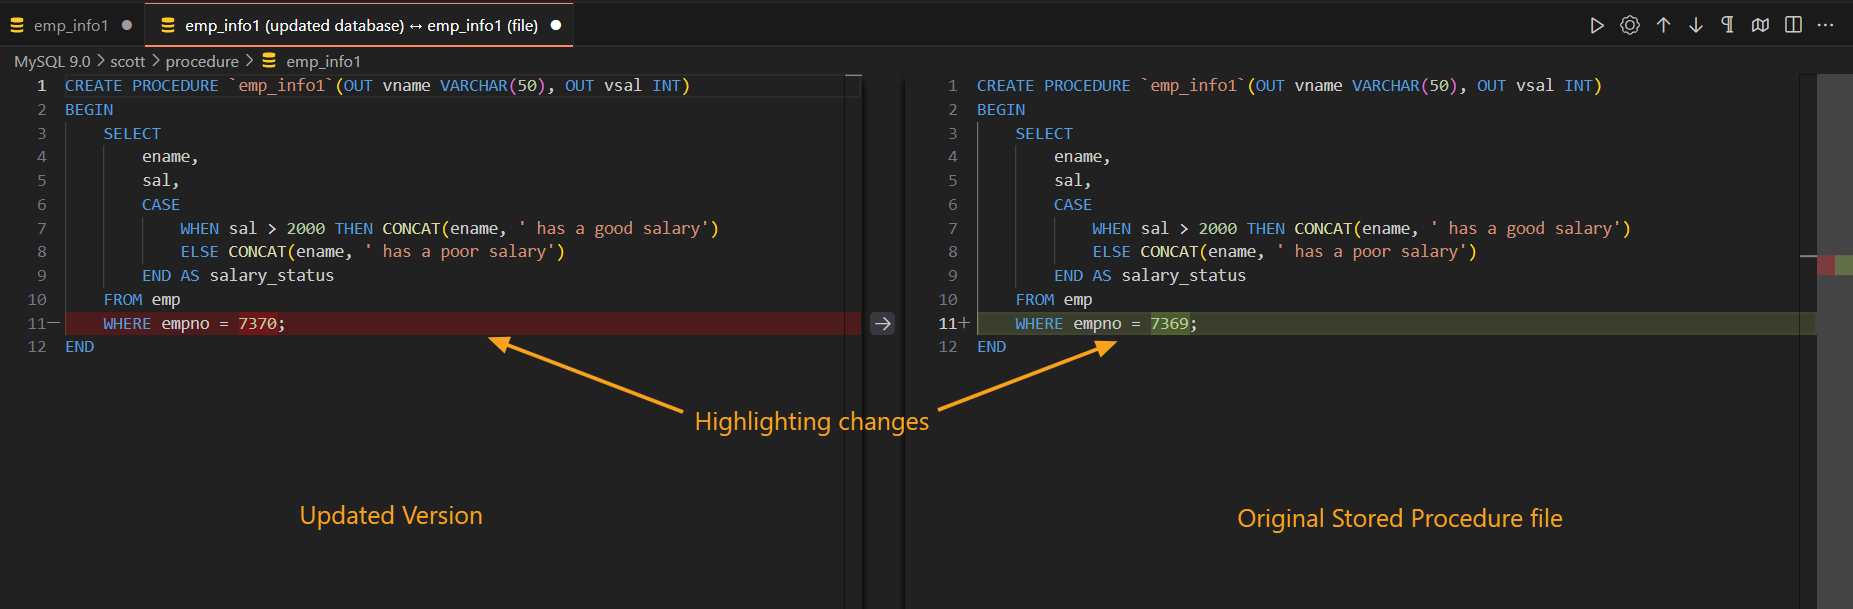 emp_info1
emp_info1 (updated database) ↔ emp_info1 (file)
MySQL 9.0 > scott > procedure > emp_info1
1 CREATE PROCEDURE `emp_info1`(OUT vname VARCHAR(50), OUT vsal INT)
2 BEGIN
3 SELECT
4 ename,
5 sal,
6 CASE
7 WHEN sal > 2000 THEN CONCAT(ename, ' has a good salary')
8 ELSE CONCAT(ename, ' has a poor salary')
9 END AS salary_status
10 FROM emp
11— WHERE empno = 7370;
12 END
1 CREATE PROCEDURE `emp_info1`(OUT vname VARCHAR(50), OUT vsal INT)
2 BEGIN
3 SELECT
4 ename,
5 sal,
6 CASE
7 WHEN sal > 2000 THEN CONCAT(ename, ' has a good salary')
8 ELSE CONCAT(ename, ' has a poor salary')
9 END AS salary_status
10 FROM emp
11+ WHERE empno = 7369;
12 END
Highlighting changes
Updated Version
Original Stored Procedure file